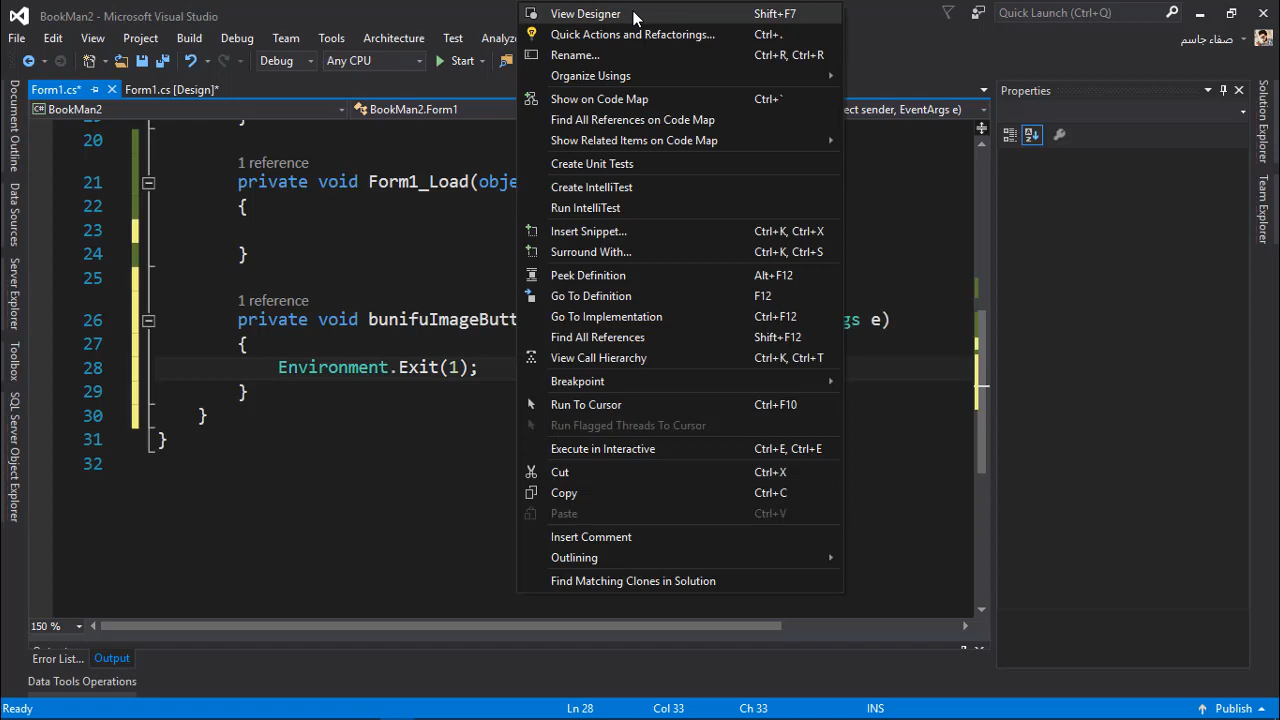 BookMan2 - Microsoft Visual Studio
Quick Launch (Ctrl+Q)
File Edit View Project Build Debug Team Tools Architecture Test Analyze
صفاء جاسم
Debug Any CPU Start
Form1.cs* Form1.cs [Design]*
BookMan2 BookMan2.Form1 ect sender, EventArgs e)
Properties
Document Outline
Data Sources
Server Explorer
Toolbox
SQL Server Object Explorer
Solution Explorer
Team Explorer
}
20
1 reference
21 private void Form1_Load(obje
22 {
23
24 }
25
1 reference
26 private void bunifuImageButt gs e)
27 {
28 Environment.Exit(1);
29 }
30 }
31 }
32
View Designer Shift+F7
Quick Actions and Refactorings... Ctrl+.
Rename... Ctrl+R, Ctrl+R
Organize Usings
Show on Code Map Ctrl+`
Find All References on Code Map
Show Related Items on Code Map
Create Unit Tests
Create IntelliTest
Run IntelliTest
Insert Snippet... Ctrl+K, Ctrl+X
Surround With... Ctrl+K, Ctrl+S
Peek Definition Alt+F12
Go To Definition F12
Go To Implementation Ctrl+F12
Find All References Shift+F12
View Call Hierarchy Ctrl+K, Ctrl+T
Breakpoint
Run To Cursor Ctrl+F10
Run Flagged Threads To Cursor
Execute in Interactive Ctrl+E, Ctrl+E
Cut Ctrl+X
Copy Ctrl+C
Paste Ctrl+V
Insert Comment
Outlining
Find Matching Clones in Solution
150 %
Error List... Output
Data Tools Operations
Ready Ln 28 Col 33 Ch 33 INS Publish